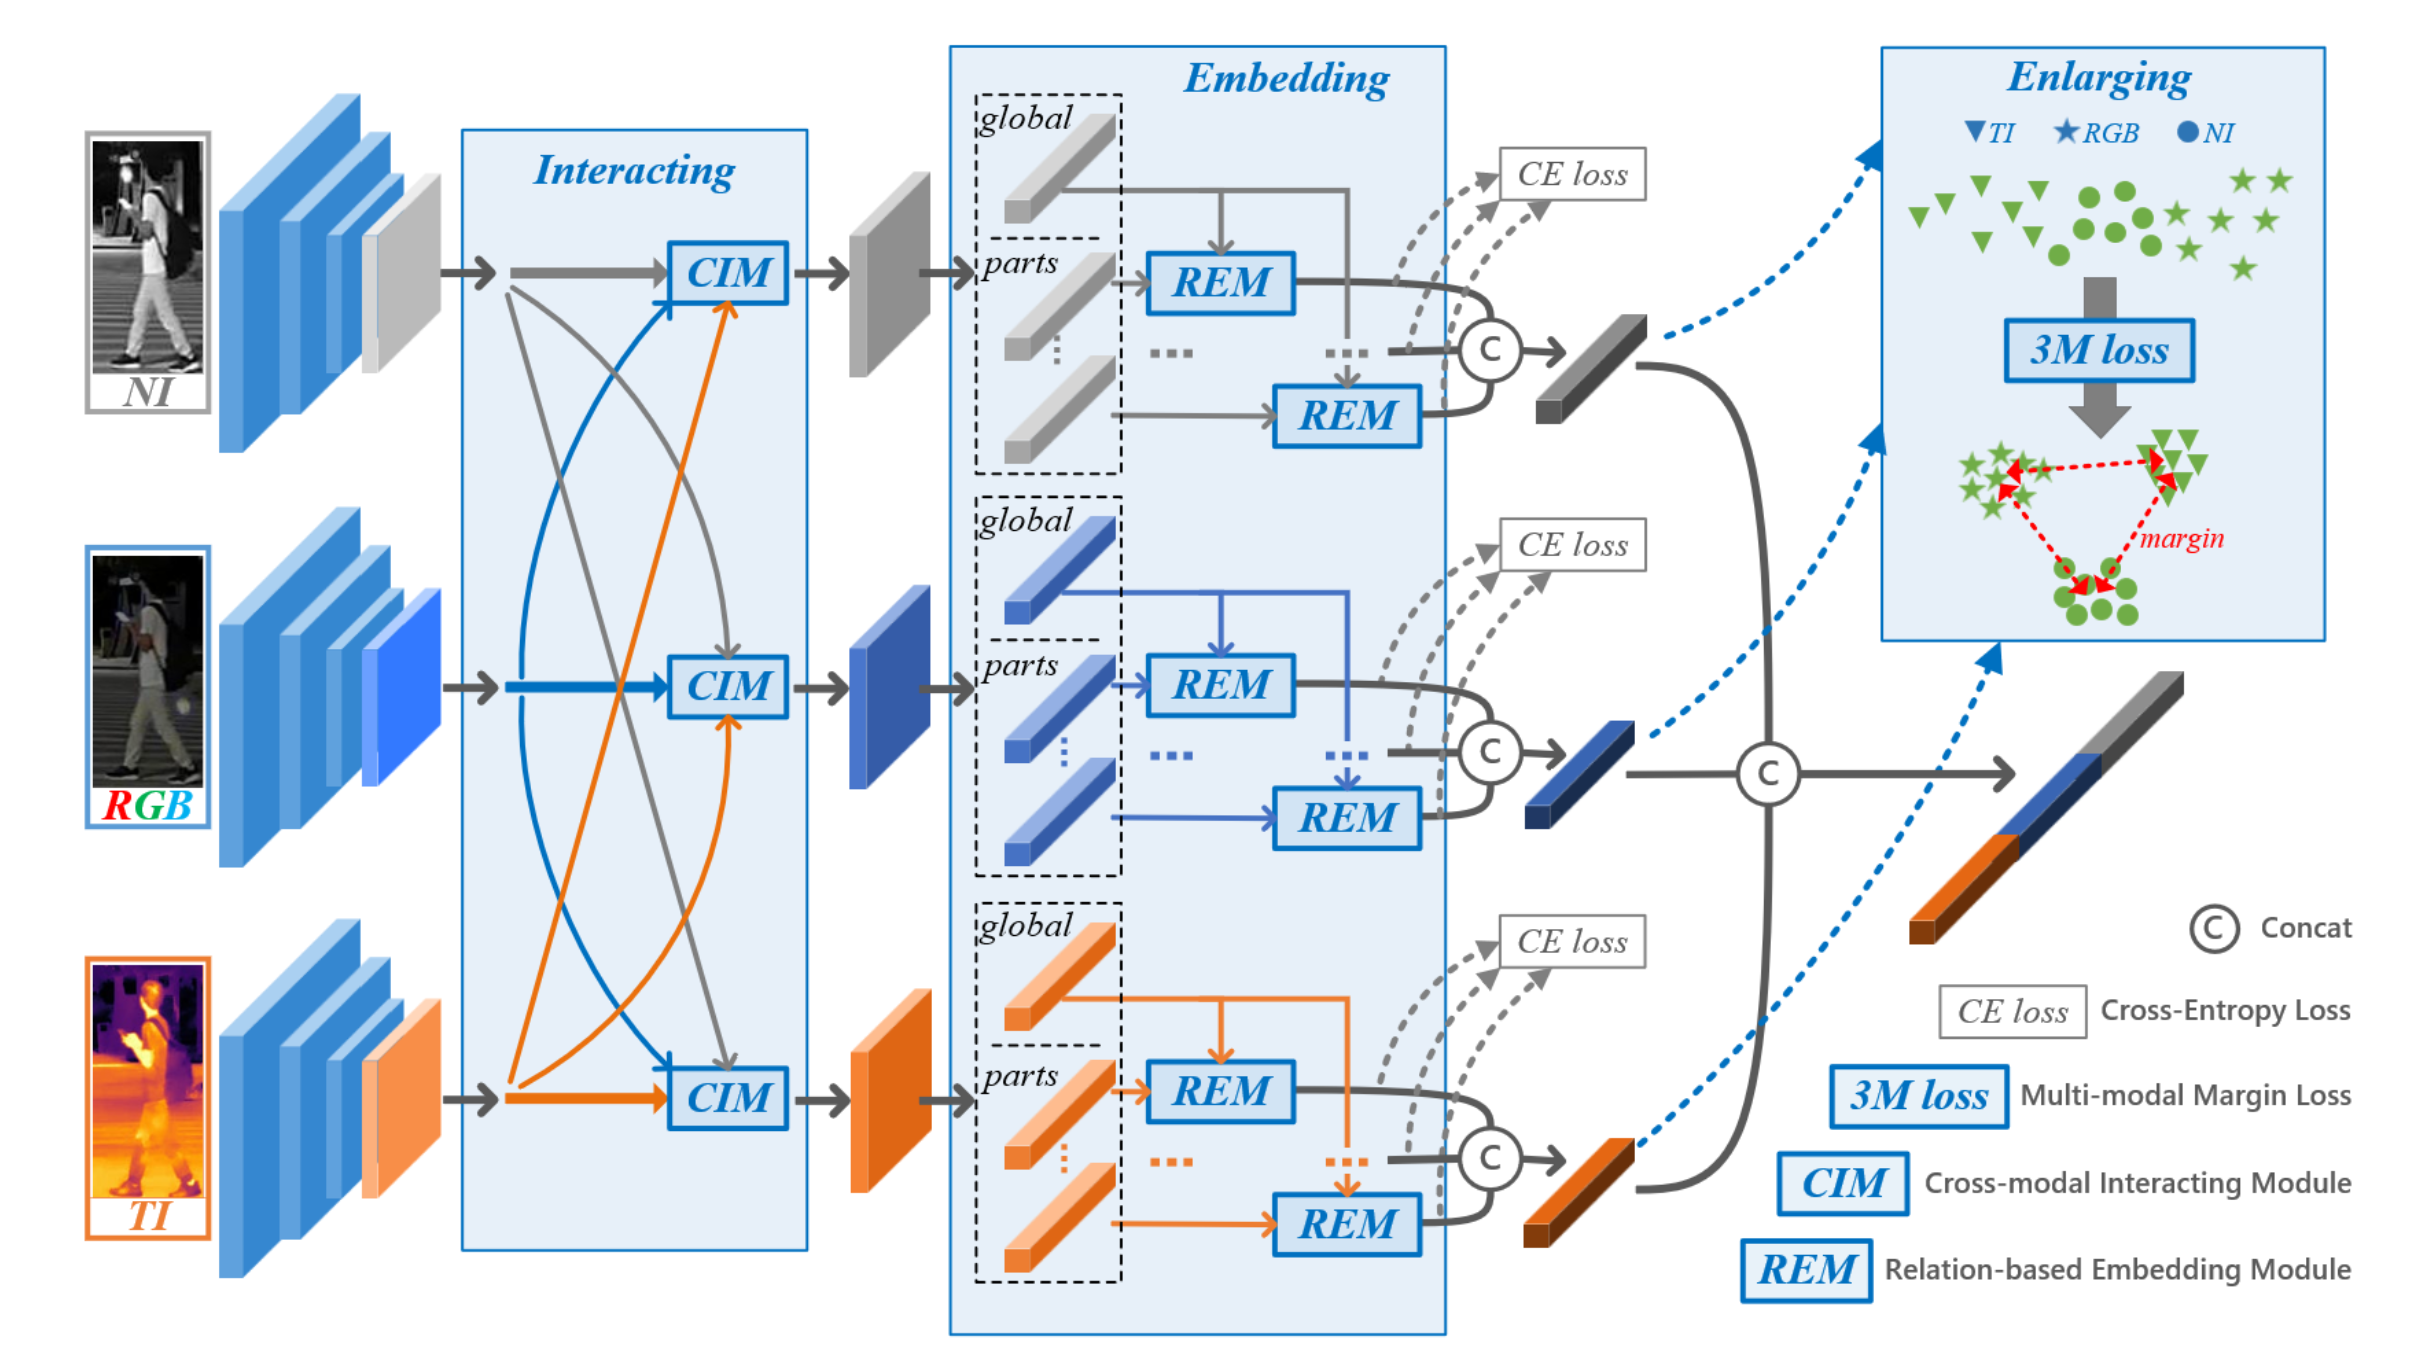 NI
RGB
TI
Interacting
CIM
CIM
CIM
Embedding
global
parts
REM
REM
global
parts
REM
REM
global
parts
REM
REM
CE loss
C
CE loss
C
CE loss
C
C
Enlarging
TI RGB NI
3M loss
margin
C Concat
CE loss Cross-Entropy Loss
3M loss Multi-modal Margin Loss
CIM Cross-modal Interacting Module
REM Relation-based Embedding Module